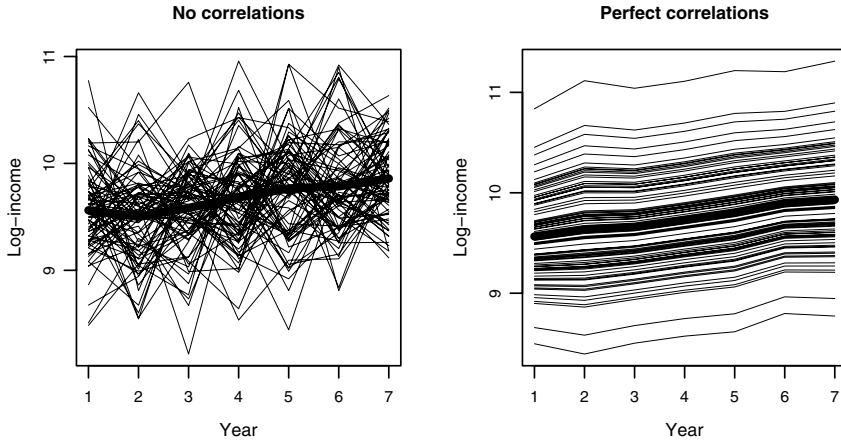 No correlations
11
10
9
Log-income
1 2 3 4 5 6 7
Year
Perfect correlations
11
10
9
Log-income
1 2 3 4 5 6 7
Year